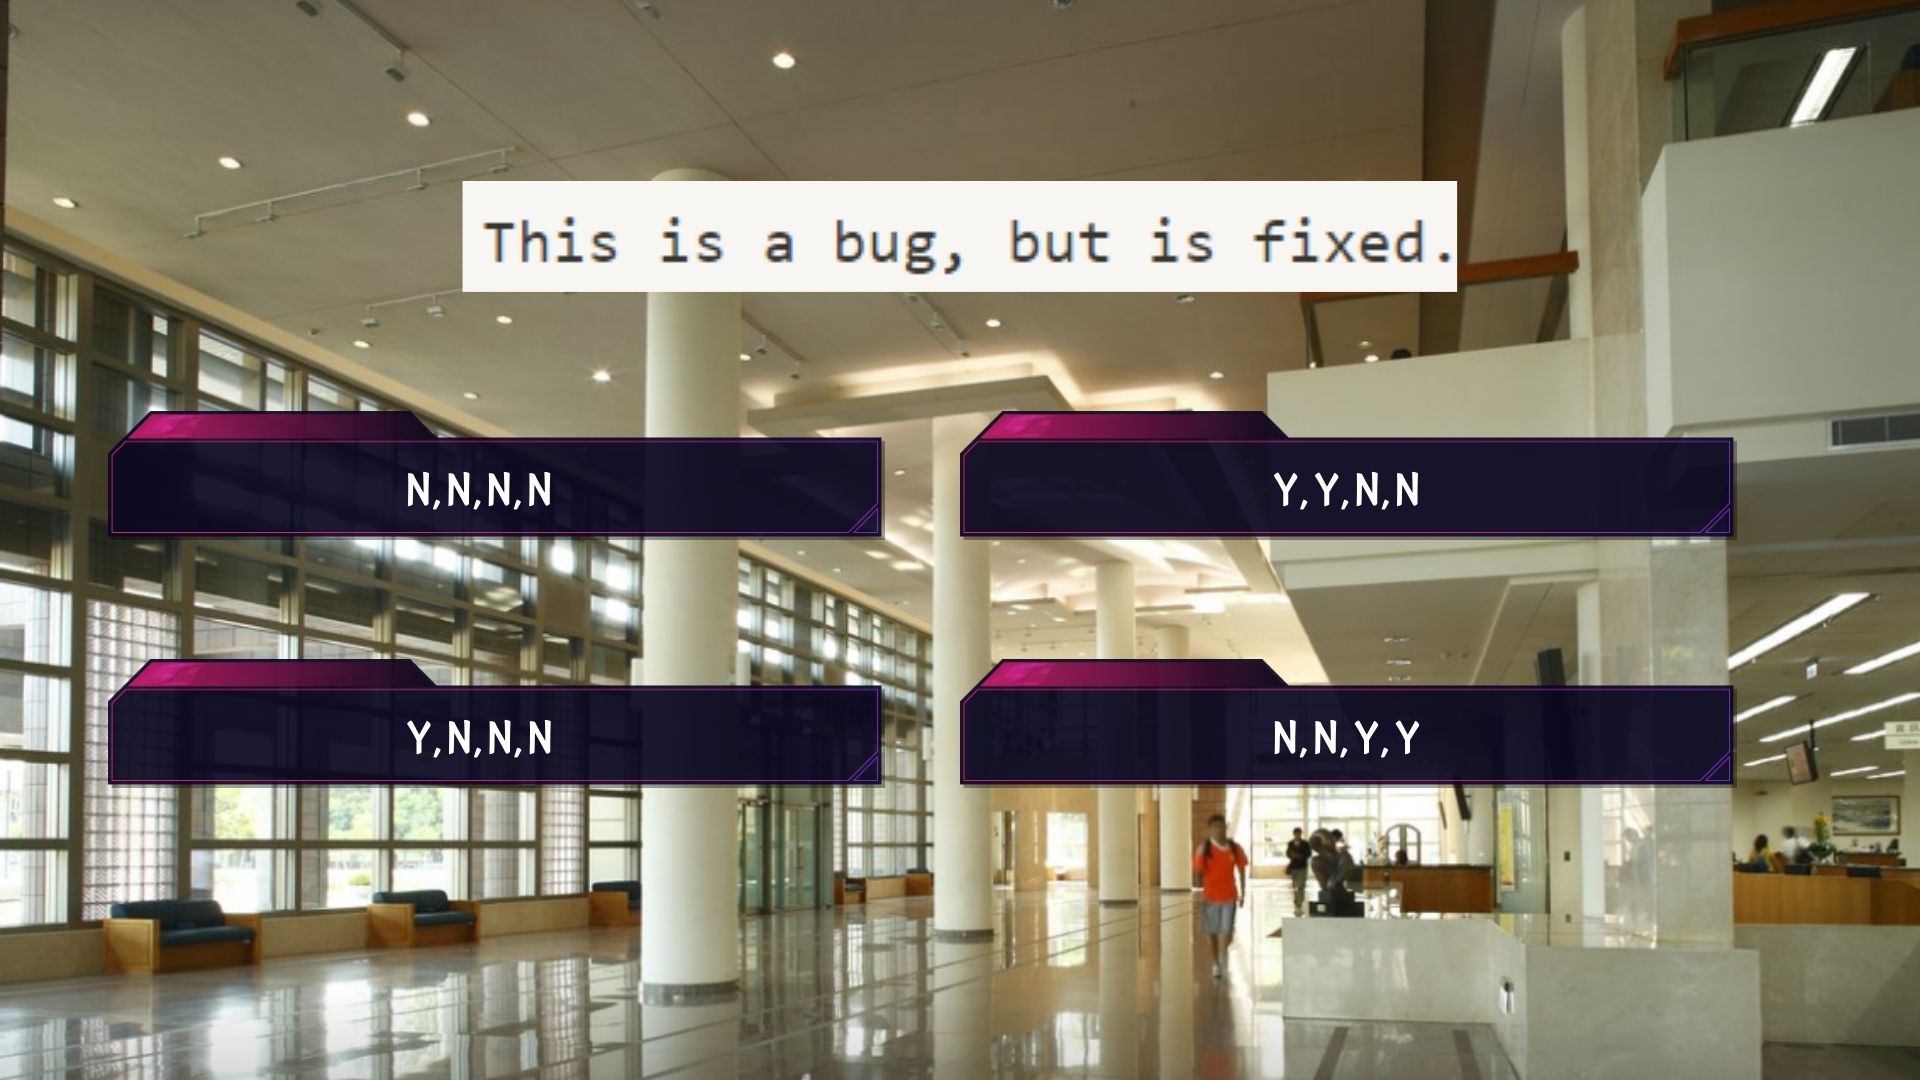 This is a bug, but is fixed.
N,N,N,N
Y,Y,N,N
Y,N,N,N
N,N,Y,Y